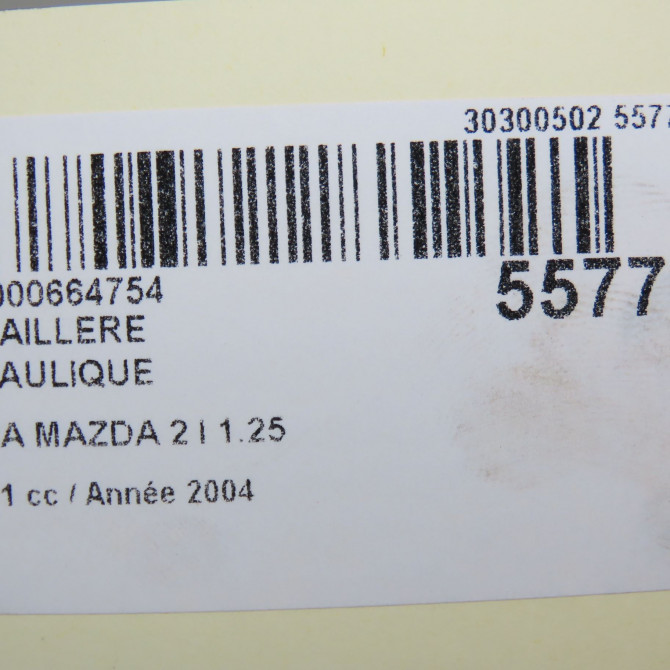 30300502 5577
000664754
5577
AILLERE
AULIQUE
A MAZDA 2 I 1.25
1 cc / Année 2004